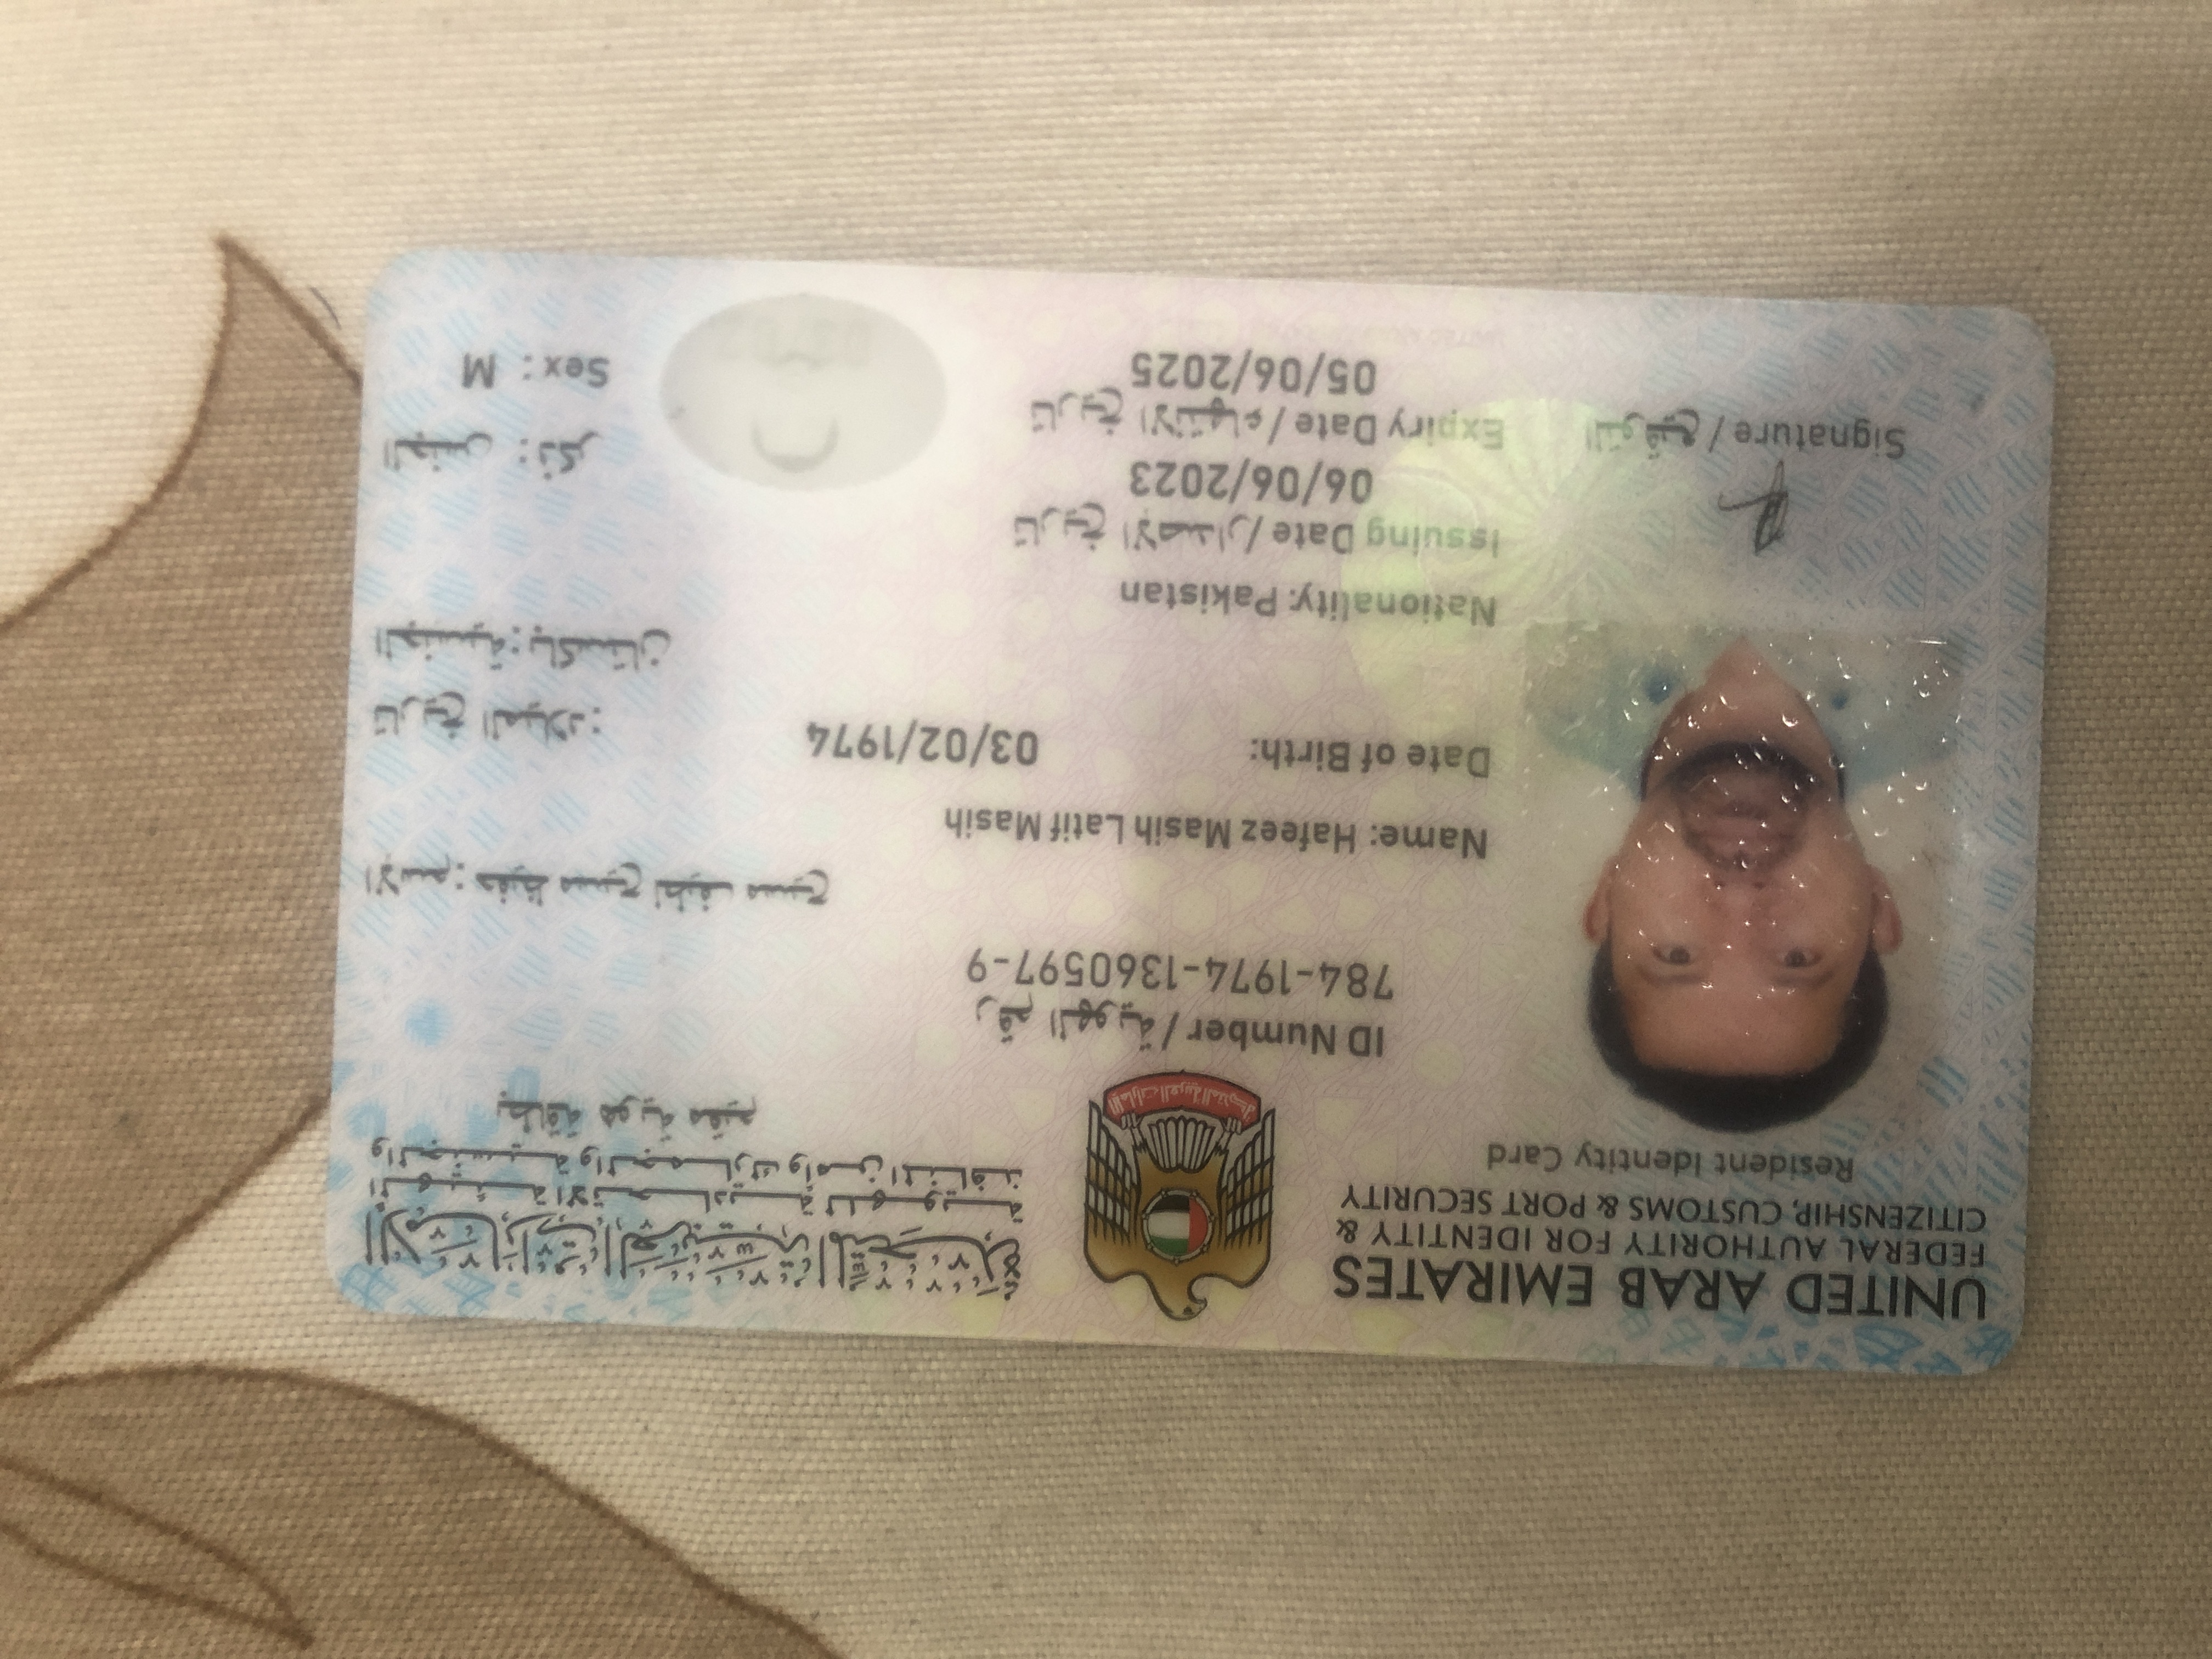 UNITED ARAB EMIRATES
FEDERAL AUTHORITY FOR IDENTITY &
CITIZENSHIP, CUSTOMS & PORT SECURITY
Resident Identity Card
الإمارات العربية المتحدة
الهيئة الاتحادية للهوية
والجنسية والجمارك وأمن المنافذ
بطاقة هوية مقيم
ID Number / رقم الهوية
784-1974-1360597-9
الإسم: حفيظ مسيح لطيف مسيح
Name: Hafeez Masih Latif Masih
Date of Birth: 03/02/1974 تاريخ الميلاد:
الجنسية: باكستان
Nationality: Pakistan
Issuing Date / تاريخ الإصدار
06/06/2023
Expiry Date / تاريخ الانتهاء
05/06/2025
الجنس: ذكر
Sex: M
Signature / التوقيع